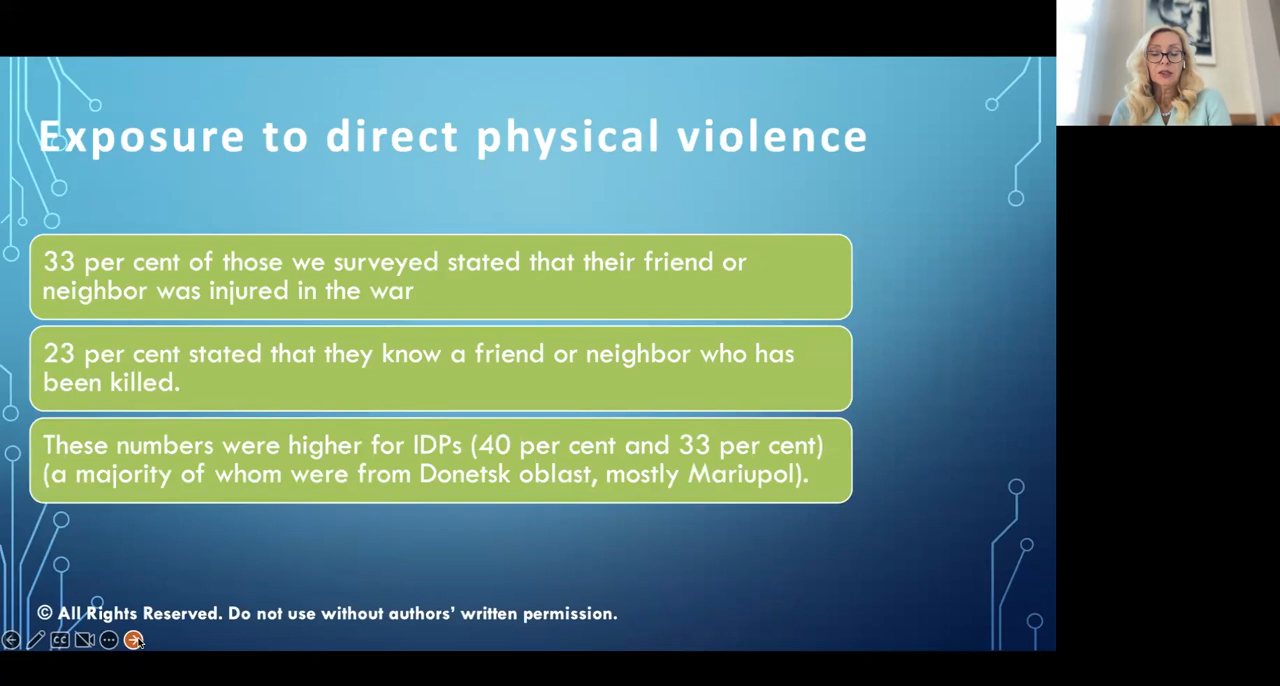 Exposure to direct physical violence
33 per cent of those we surveyed stated that their friend or
neighbor was injured in the war
23 per cent stated that they know a friend or neighbor who has
been killed.
These numbers were higher for IDPs (40 per cent and 33 per cent)
(a majority of whom were from Donetsk oblast, mostly Mariupol).
© All Rights Reserved. Do not use without authors’ written permission.
CC